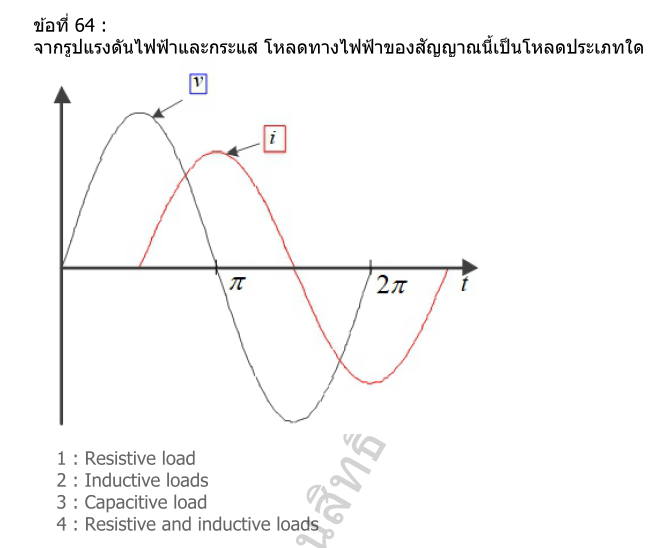 ข้อที่ 64 :
จากรูปแรงดันไฟฟ้าและกระแส โหลดทางไฟฟ้าของสัญญาณนี้เป็นโหลดประเภทใด
v
i
π
2π
t
1 : Resistive load
2 : Inductive loads
3 : Capacitive load
4 : Resistive and inductive loads
นสิทธิ์